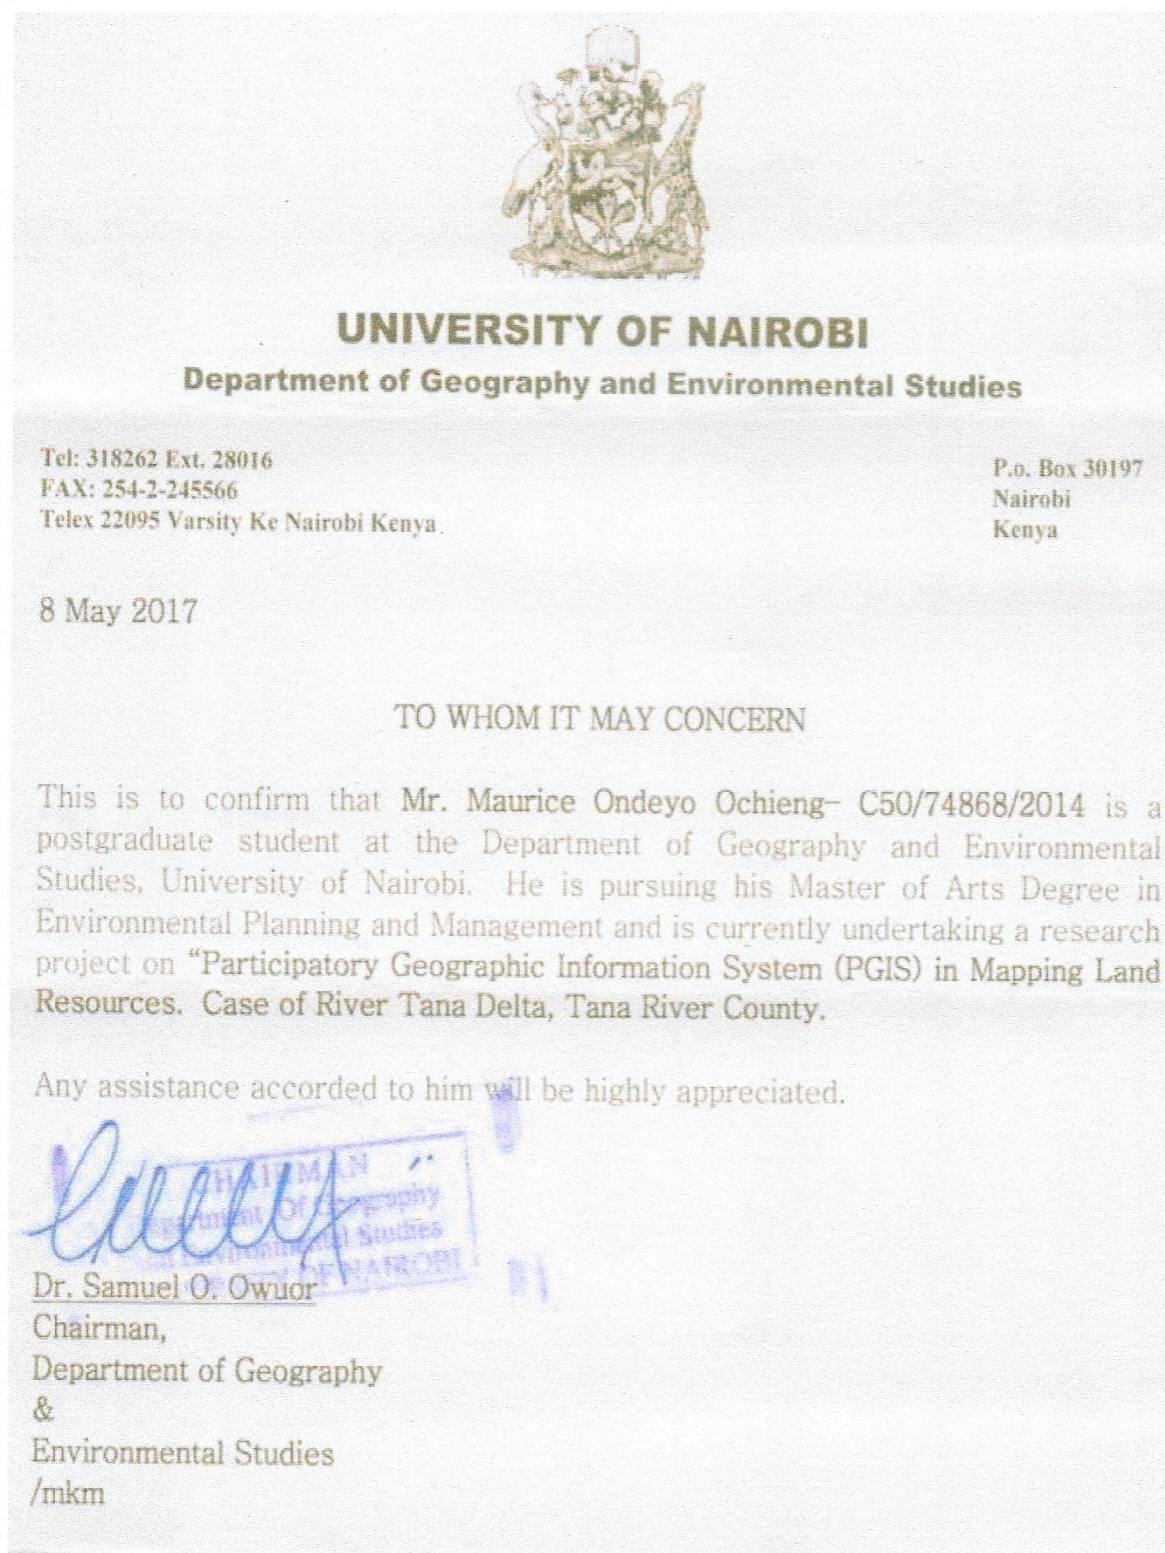 UNIVERSITY OF NAIROBI
Department of Geography and Environmental Studies
Tel: 318262 Ext. 28016
FAX: 254-2-245566
Telex 22095 Varsity Ke Nairobi Kenya.
P.o. Box 30197
Nairobi
Kenya
8 May 2017
TO WHOM IT MAY CONCERN
This is to confirm that Mr. Maurice Ondeyo Ochieng- C50/74868/2014 is a
postgraduate student at the Department of Geography and Environmental
Studies, University of Nairobi. He is pursuing his Master of Arts Degree in
Environmental Planning and Management and is currently undertaking a research
project on "Participatory Geographic Information System (PGIS) in Mapping Land
Resources. Case of River Tana Delta, Tana River County.
Any assistance accorded to him will be highly appreciated.
CHAIRMAN
Department Of Geography
Environmental Studies
OF NAIROBI
Dr. Samuel O. Owuor
Chairman,
Department of Geography
&
Environmental Studies
/mkm